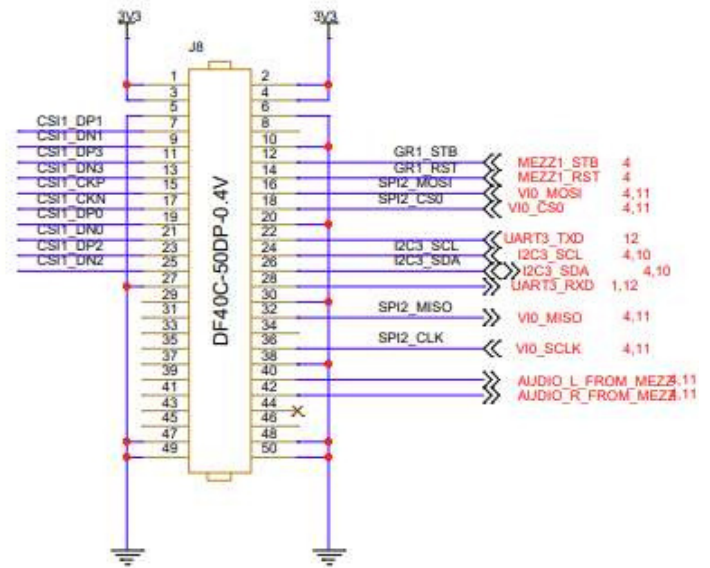 3V3 3V3
J8
1 2
3 4
5 6
CSI1_DP1 7 8
CSI1_DN1 9 10
CSI1_DP3 11 12 GR1_STB MEZZ1_STB 4
CSI1_DN3 13 14 GR1_RST MEZZ1_RST 4
CSI1_CKP 15 16 SPI2_MOSI VI0_MOSI 4,11
CSI1_CKN 17 18 SPI2_CS0 VI0_CS0 4,11
CSI1_DP0 19 20
CSI1_DN0 21 22 UART3_TXD 12
CSI1_DP2 23 24 I2C3_SCL I2C3_SCL 4,10
CSI1_DN2 25 26 I2C3_SDA I2C3_SDA 4,10
27 28 UART3_RXD 1,12
29 30
31 32 SPI2_MISO VI0_MISO 4,11
33 34
35 36 SPI2_CLK VI0_SCLK 4,11
37 38
39 40 AUDIO_L_FROM_MEZZ 4,11
41 42 AUDIO_R_FROM_MEZZ 4,11
43 44
45 46
47 48
49 50
DF40C-50DP-0.4V